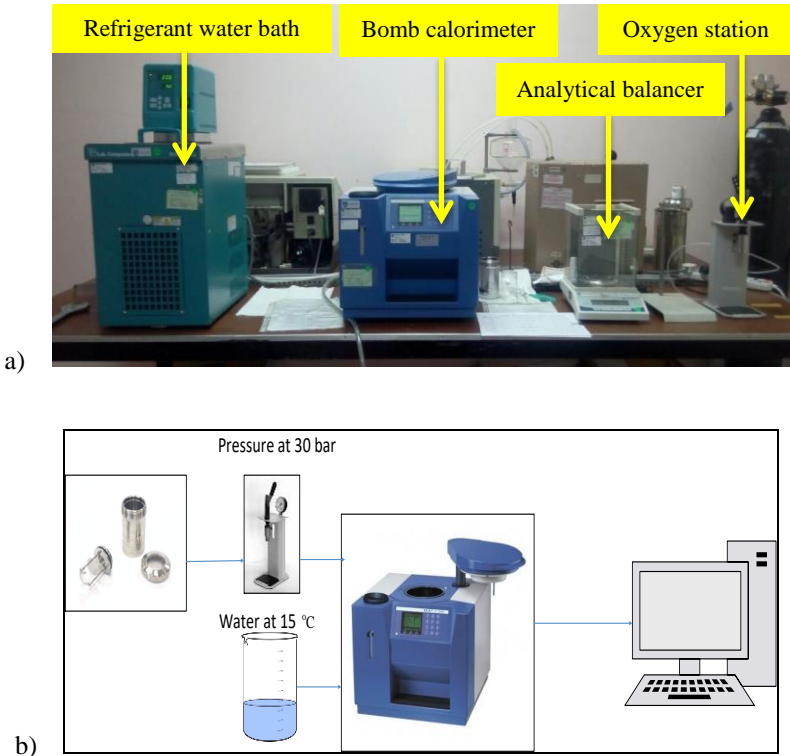 Refrigerant water bath
Bomb calorimeter
Oxygen station
Analytical balancer
a)
Pressure at 30 bar
Water at 15 ℃
b)